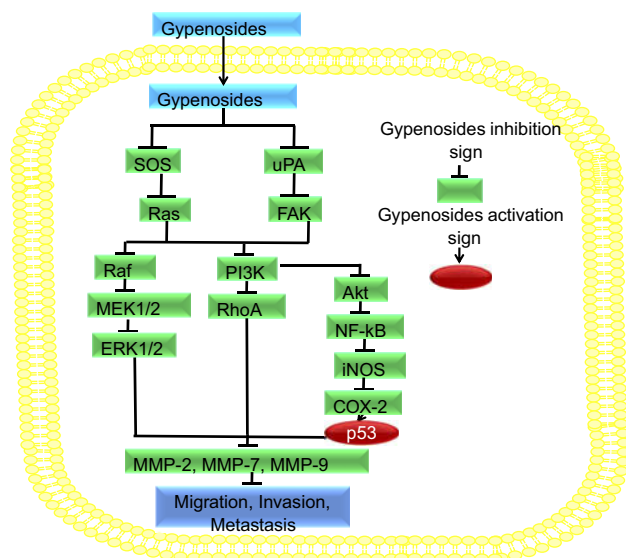 Gypenosides
Gypenosides
SOS
uPA
Ras
FAK
Raf
PI3K
Akt
MEK1/2
RhoA
NF-kB
ERK1/2
iNOS
COX-2
p53
MMP-2, MMP-7, MMP-9
Migration, Invasion,
Metastasis
Gypenosides inhibition
sign
Gypenosides activation
sign